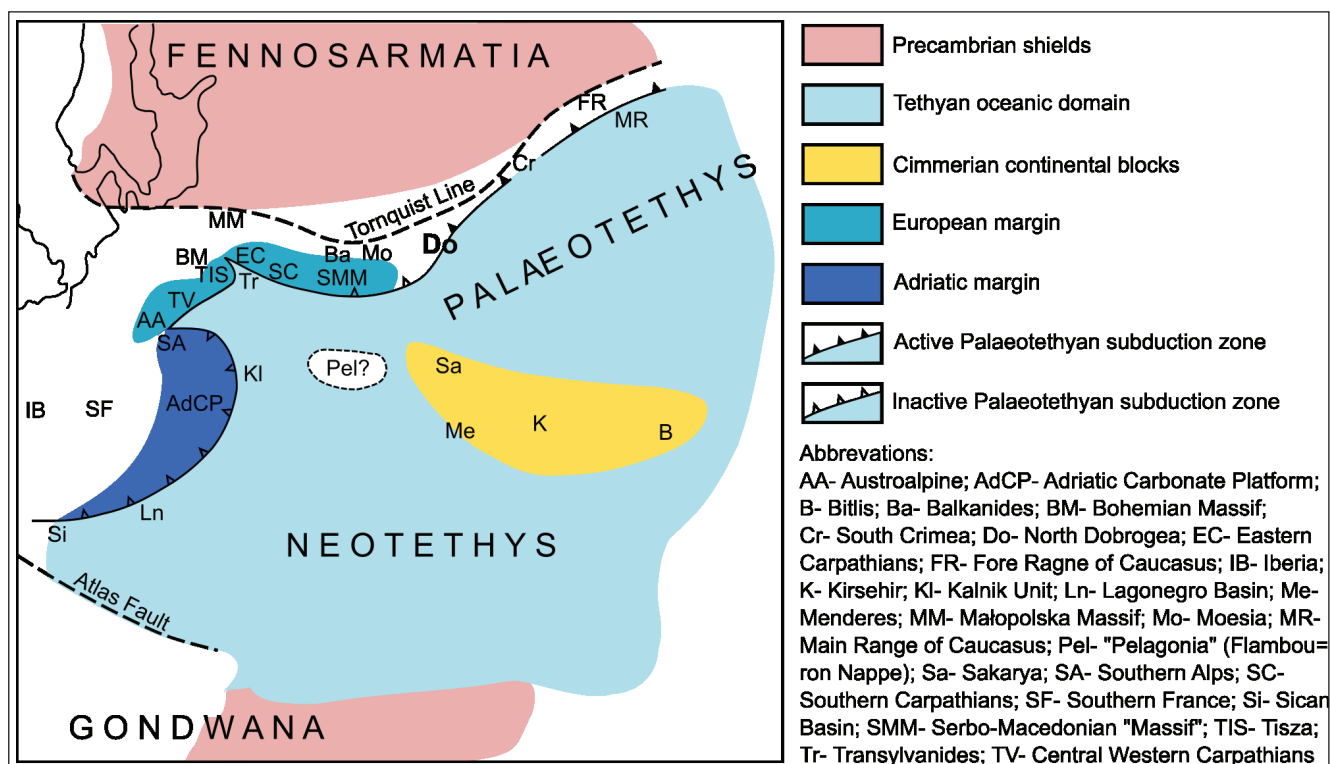 FENNOSARMATIA
FR
MR
Cr
Tornquist Line
MM
Do
BM
EC
Ba
Mo
TIS
Tr
SC
SMM
TV
AA
SA
PALAEOTETHYS
Kl
Pel?
Sa
IB
SF
AdCP
Me
K
B
Ln
Si
NEOTETHYS
Atlas Fault
GONDWANA
Precambrian shields
Tethyan oceanic domain
Cimmerian continental blocks
European margin
Adriatic margin
Active Palaeotethyan subduction zone
Inactive Palaeotethyan subduction zone
Abbrevations:
AA- Austroalpine; AdCP- Adriatic Carbonate Platform;
B- Bitlis; Ba- Balkanides; BM- Bohemian Massif;
Cr- South Crimea; Do- North Dobrogea; EC- Eastern
Carpathians; FR- Fore Ragne of Caucasus; IB- Iberia;
K- Kirsehir; Kl- Kalnik Unit; Ln- Lagonegro Basin; Me-
Menderes; MM- Małopolska Massif; Mo- Moesia; MR-
Main Range of Caucasus; Pel- "Pelagonia" (Flambou=
ron Nappe); Sa- Sakarya; SA- Southern Alps; SC-
Southern Carpathians; SF- Southern France; Si- Sican
Basin; SMM- Serbo-Macedonian "Massif"; TIS- Tisza;
Tr- Transylvanides; TV- Central Western Carpathians